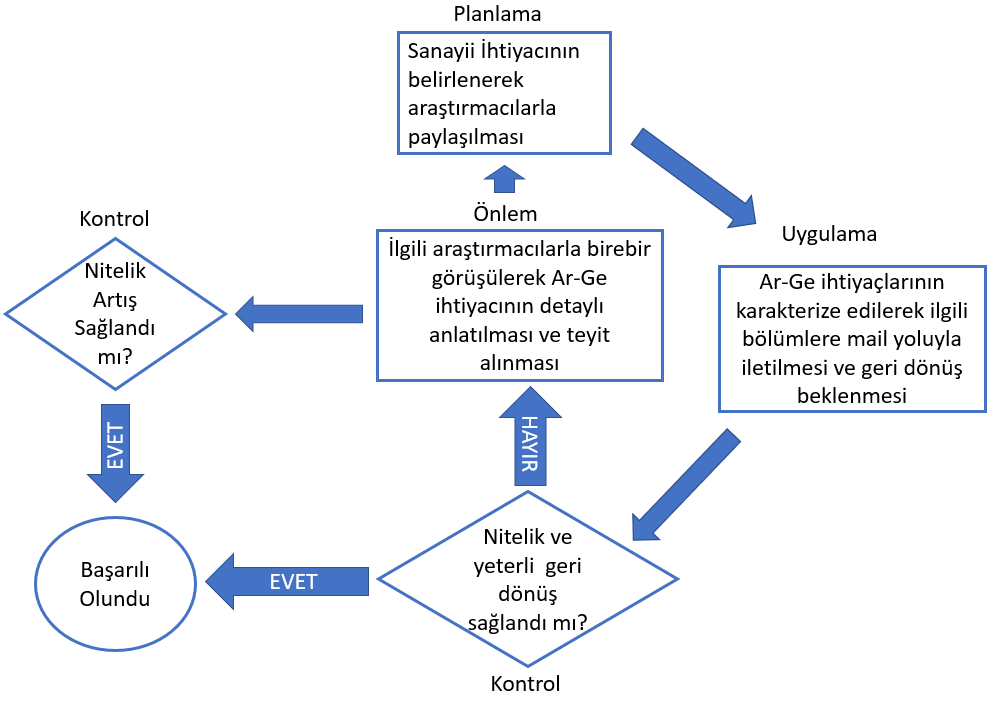 Planlama
Sanayii İhtiyacının
belirlenerek
araştırmacılarla
paylaşılması
Uygulama
Ar-Ge ihtiyaçlarının
karakterize edilerek ilgili
bölümlere mail yoluyla
iletilmesi ve geri dönüş
beklenmesi
Önlem
İlgili araştırmacılarla birebir
görüşülerek Ar-Ge
ihtiyacının detaylı
anlatılması ve teyit
alınması
Kontrol
Nitelik
Artış
Sağlandı
mı?
EVET
HAYIR
Başarılı
Olundu
EVET
Nitelik ve
yeterli geri
dönüş
sağlandı mı?
Kontrol